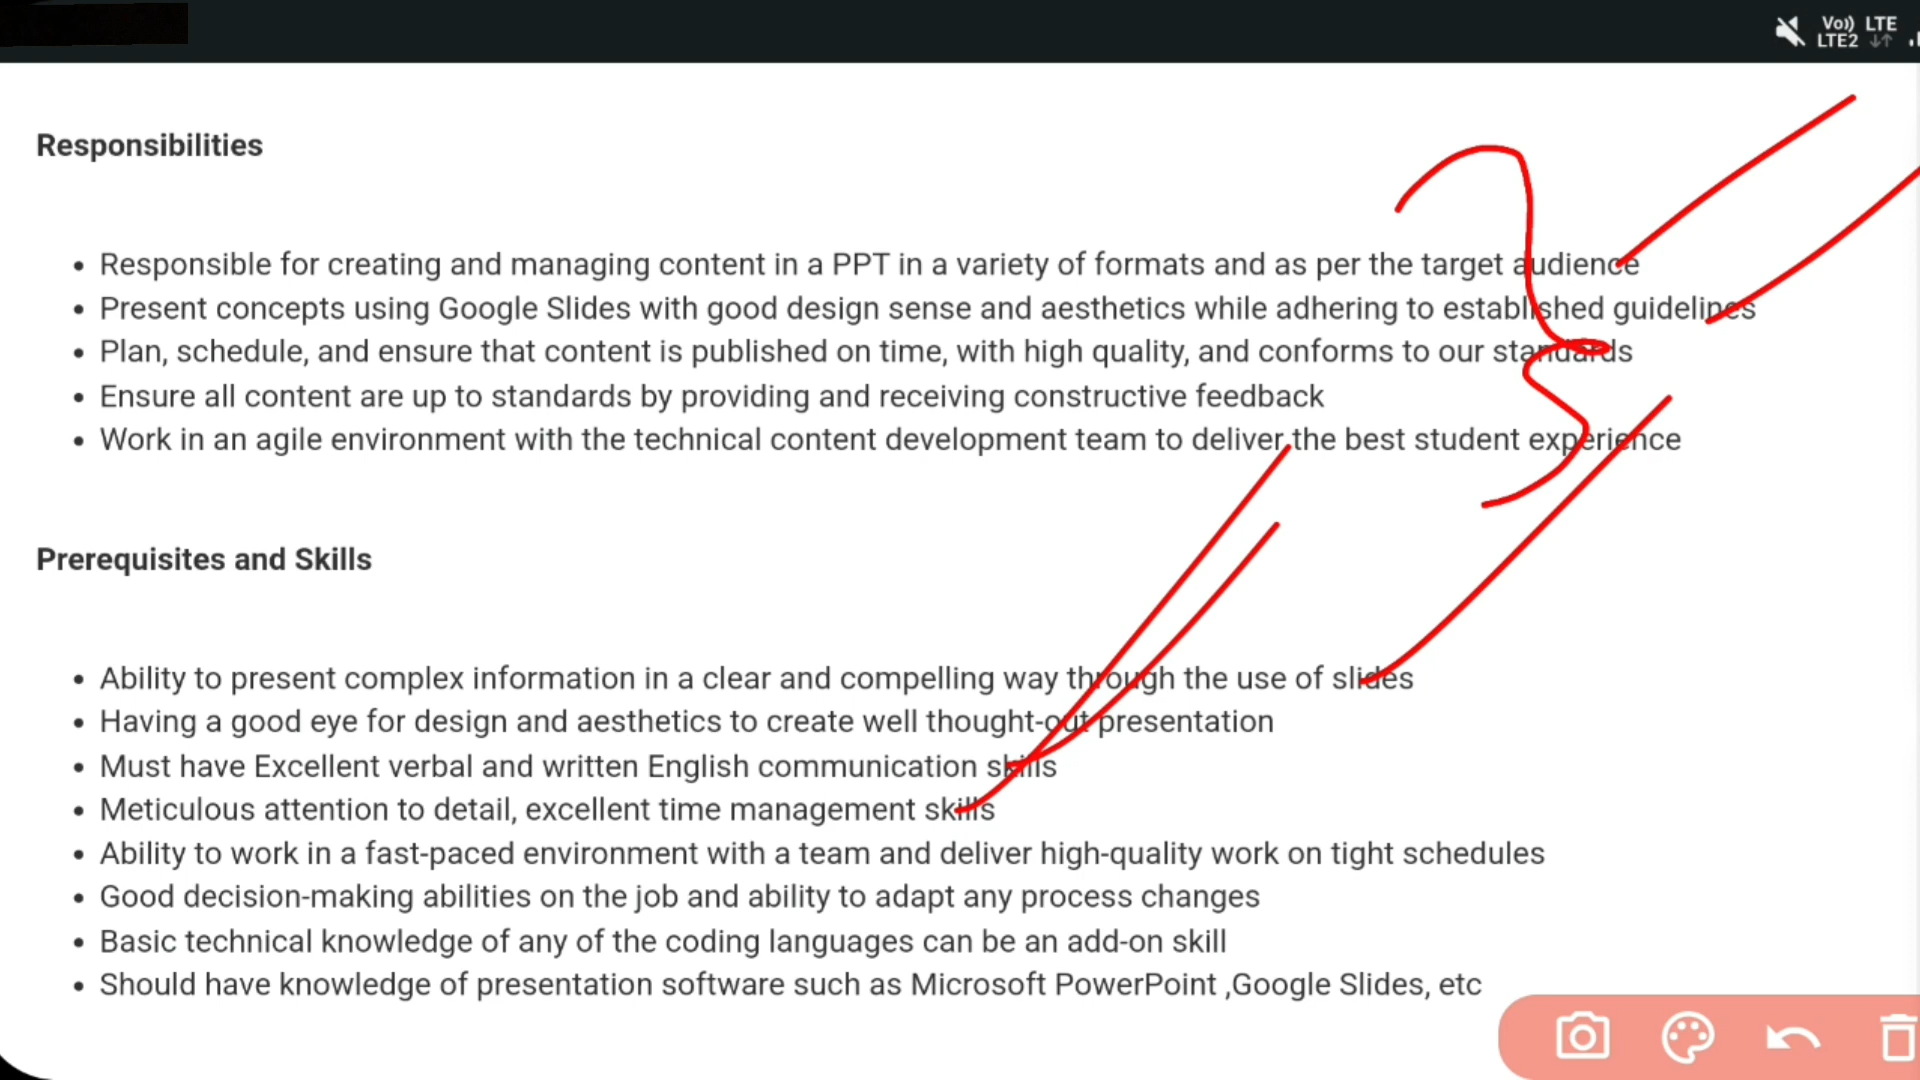 Vo)) LTE
LTE2
Responsibilities
• Responsible for creating and managing content in a PPT in a variety of formats and as per the target audience
• Present concepts using Google Slides with good design sense and aesthetics while adhering to established guidelines
• Plan, schedule, and ensure that content is published on time, with high quality, and conforms to our standards
• Ensure all content are up to standards by providing and receiving constructive feedback
• Work in an agile environment with the technical content development team to deliver the best student experience
Prerequisites and Skills
• Ability to present complex information in a clear and compelling way through the use of slides
• Having a good eye for design and aesthetics to create well thought-out presentation
• Must have Excellent verbal and written English communication skills
• Meticulous attention to detail, excellent time management skills
• Ability to work in a fast-paced environment with a team and deliver high-quality work on tight schedules
• Good decision-making abilities on the job and ability to adapt any process changes
• Basic technical knowledge of any of the coding languages can be an add-on skill
• Should have knowledge of presentation software such as Microsoft PowerPoint ,Google Slides, etc